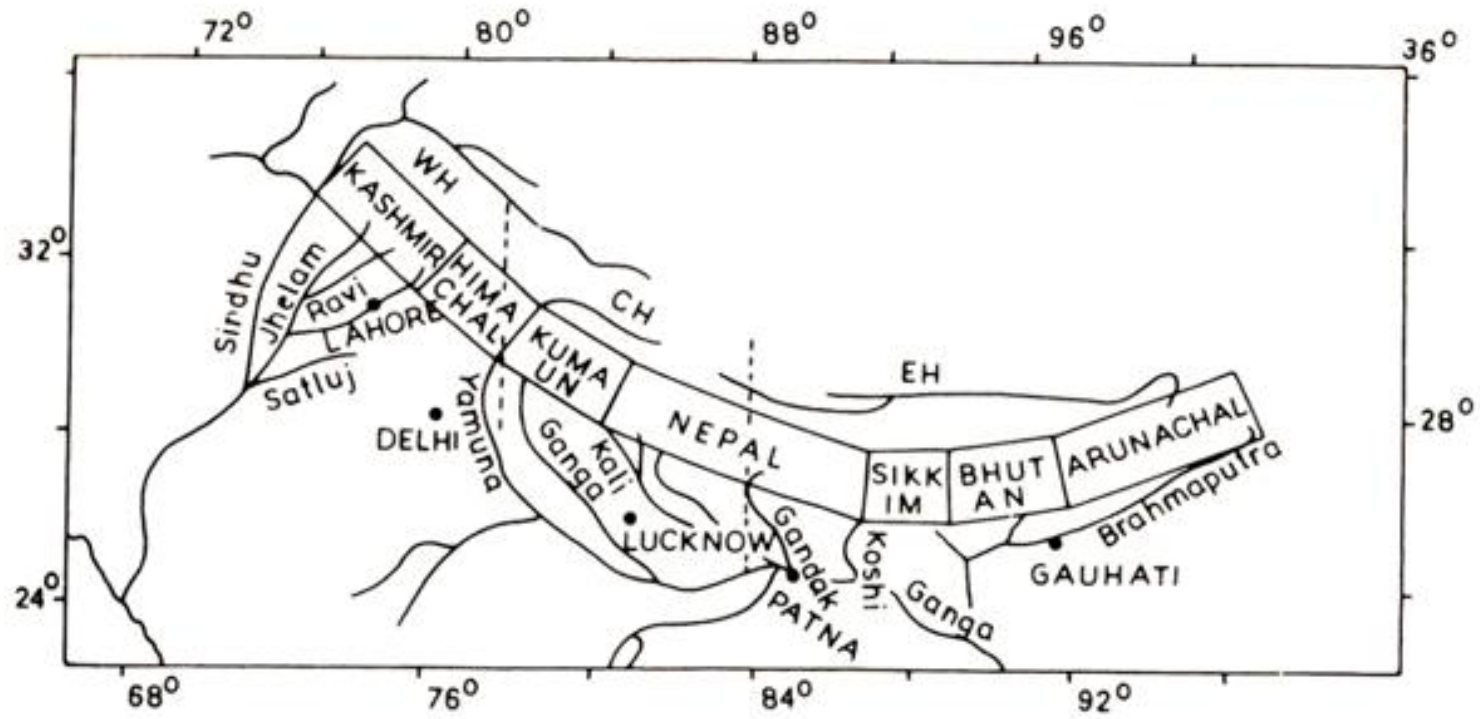 72°
80°
88°
96°
36°
WH
KASHMIR
32°
Sindhu
Jhelam
Ravi
LAHORE
HIMA
CHAL
CH
KUMA
UN
Satluj
EH
DELHI
Yamuna
Ganga
Kali
NEPAL
SIKK
IM
BHUT
AN
ARUNACHAL
28°
Brahmaputra
LUCKNOW
Gandak
Koshi
GAUHATI
24°
PATNA
Ganga
68°
76°
84°
92°